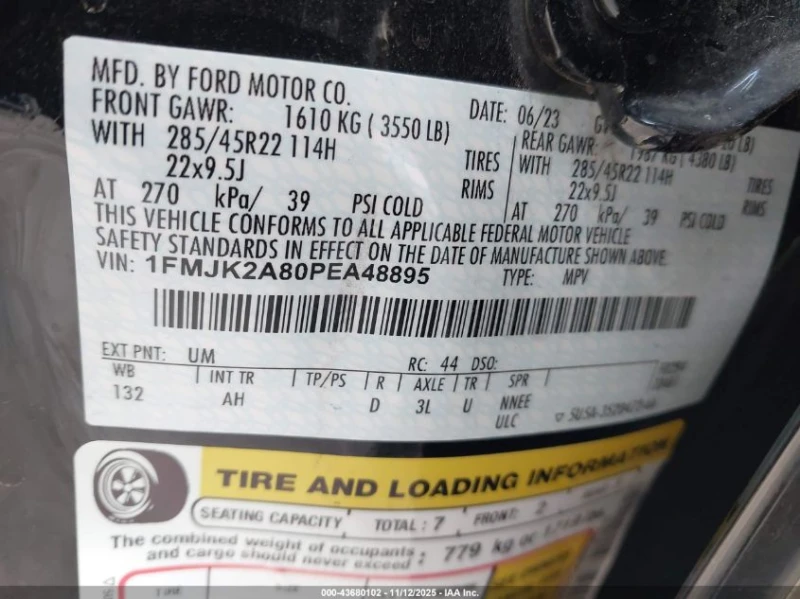 MFD. BY FORD MOTOR CO.
DATE: 06/23
FRONT GAWR: 1610 KG ( 3550 LB)
REAR GAWR: KG ( 4380 LB)
WITH 285/45R22 114H TIRES
WITH 285/45R22 114H TIRES
22x9.5J RIMS
22x9.5J RIMS
AT 270 kPa/ 39 PSI COLD
AT 270 kPa/ 39 PSI COLD
THIS VEHICLE CONFORMS TO ALL APPLICABLE FEDERAL MOTOR VEHICLE
SAFETY STANDARDS IN EFFECT ON THE DATE OF MANUFACTURE SHOWN ABOVE.
VIN: 1FMJK2A80PEA48895
TYPE: MPV
EXT PNT: UM RC: 44 DSO:
WB INT TR TP/PS R AXLE TR SPR
132 AH D 3L U NNEE
ULC
TIRE AND LOADING INFORMATION
SEATING CAPACITY TOTAL : 7 FRONT: 2
The combined weight of occupants
and cargo should never exceed : 779 kg or
000-43680102 - 11/12/2025 - IAA Inc.